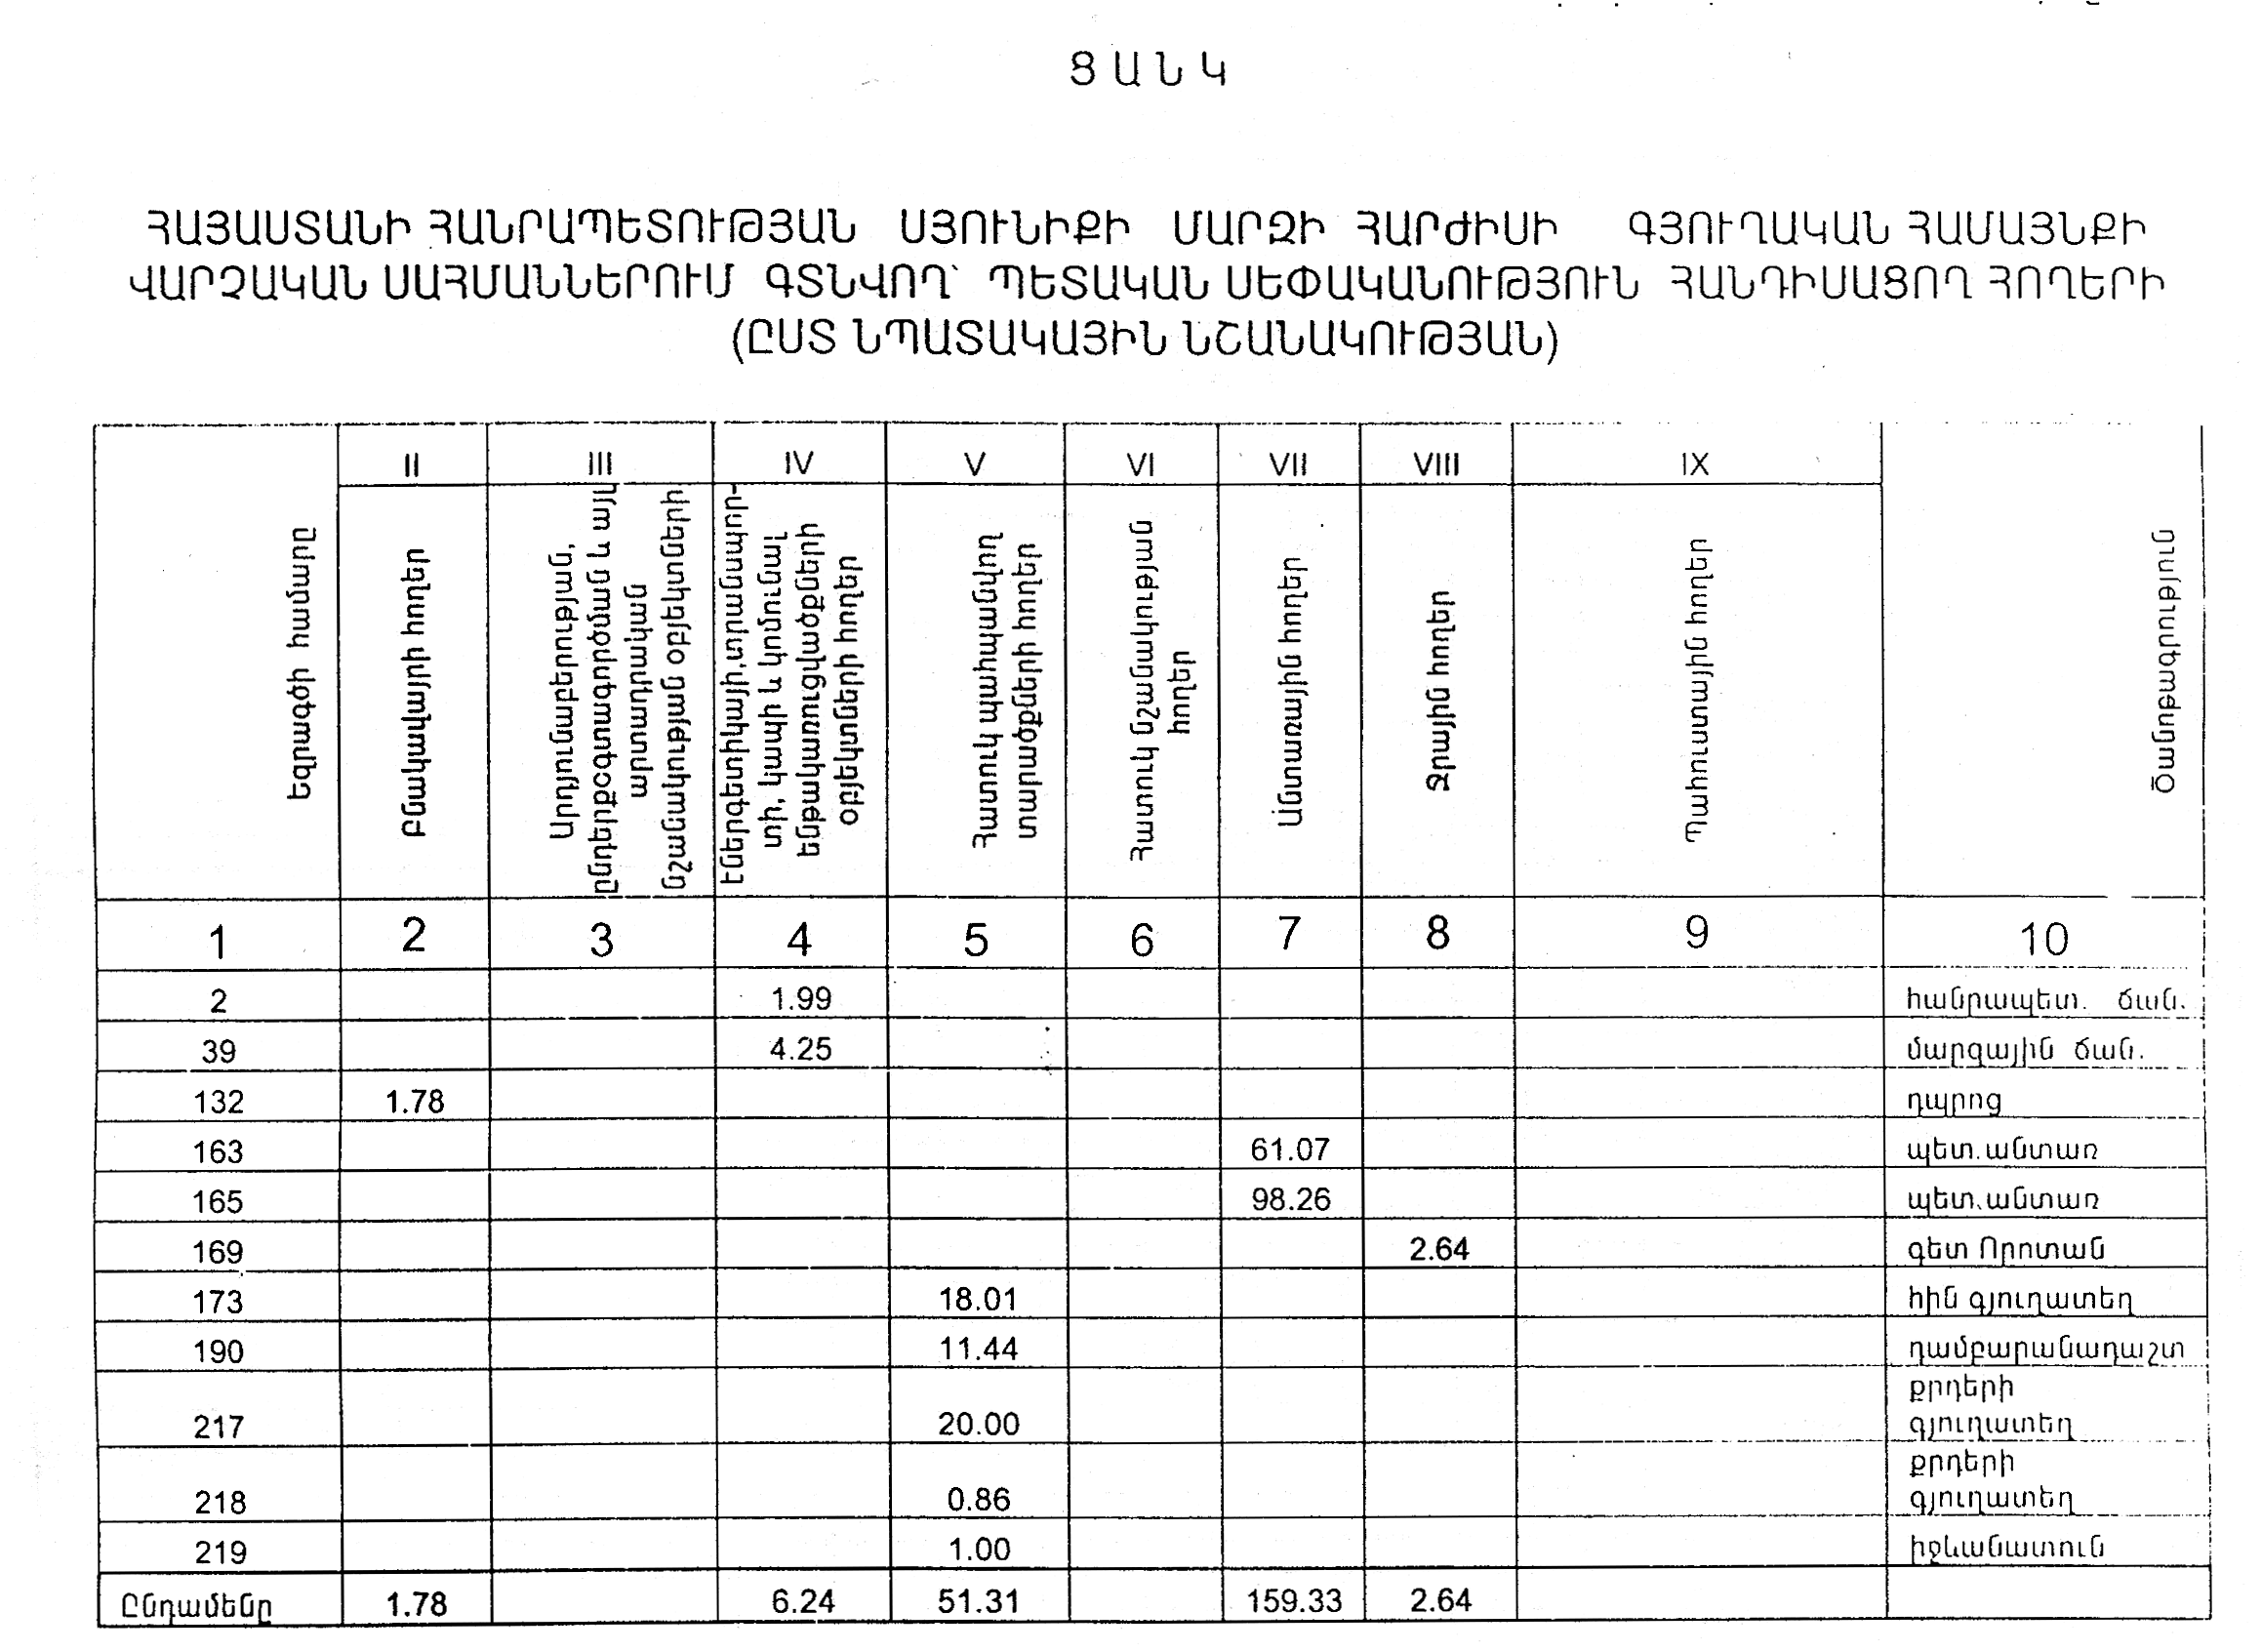 ՑԱՆԿ
ՀԱՅԱՍՏԱՆԻ ՀԱՆՐԱՊԵՏՈՒԹՅԱՆ ՍՅՈՒՆԻՔԻ ՄԱՐԶԻ ՀԱՐԺԻՍԻ ԳՅՈՒՂԱԿԱՆ ՀԱՄԱՅՆՔԻ
ՎԱՐՉԱԿԱՆ ՍԱՀՄԱՆՆԵՐՈՒՄ ԳՏՆՎՈՂ՝ ՊԵՏԱԿԱՆ ՍԵՓԱԿԱՆՈՒԹՅՈՒՆ ՀԱՆԴԻՍԱՑՈՂ ՀՈՂԵՐԻ
(ԸՍՏ ՆՊԱՏԱԿԱՅԻՆ ՆՇԱՆԱԿՈՒԹՅԱՆ)
II III IV V VI VII VIII IX
Եզրագծի համարը
Բնակավայրի հողեր
Արդյունաբերության,
ընդերքօգտագործման և այլ
արտադրական
նշանակության օբյեկտների
Էներգետիկայի,տրանսպոր-
տի, կապի և կոմունալ
ենթակառուցվածքների
օբյեկտների հողեր
Հատուկ պահպանվող
տարածքների հողեր
Հատուկ նշանակության
հողեր
Անտառային հողեր
Ջրային հողեր
Պահուստային հողեր
Ծանոթագրություն
1 2 3 4 5 6 7 8 9 10
2 1.99 հանրապետ. ճան.
39 4.25 մարզային ճան.
132 1.78 դպրոց
163 61.07 պետ.անտառ
165 98.26 պետ.անտառ
169 2.64 գետ Որոտան
173 18.01 հին գյուղատեղ
190 11.44 դամբարանադաշտ
քրդերի
217 20.00 գյուղատեղ
քրդերի
218 0.86 գյուղատեղ
219 1.00 իջևանատուն
Ընդամենը 1.78 6.24 51.31 159.33 2.64